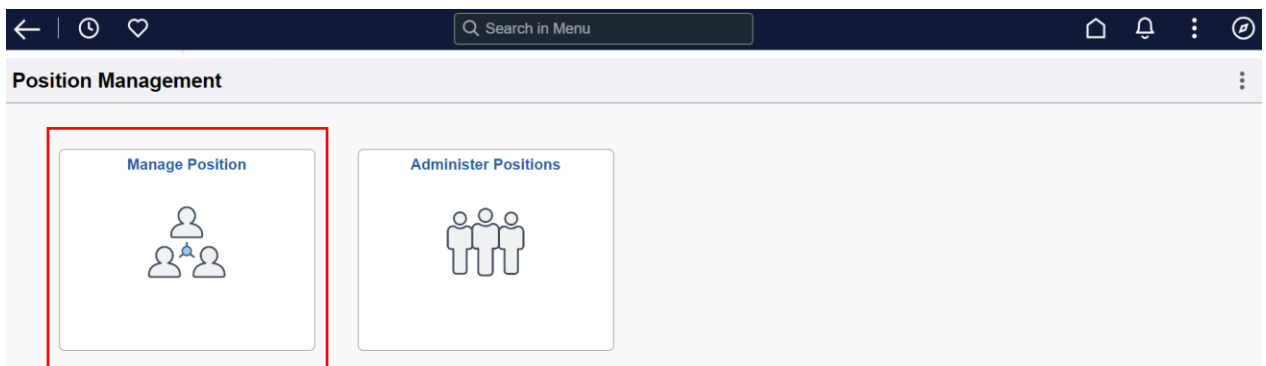 Search in Menu
Position Management
Manage Position
Administer Positions